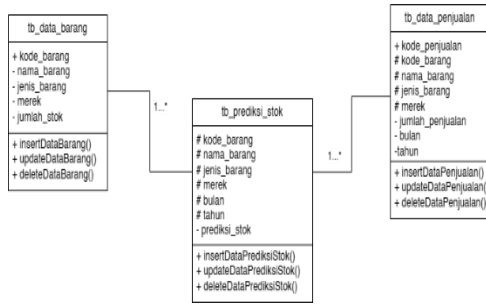 tb_data_barang
+ kode_barang
- nama_barang
- jenis_barang
- merek
- jumlah_stok
+ insertDataBarang()
+ updateDataBarang()
+ deleteDataBarang()
1...*
tb_prediksi_stok
# kode_barang
# nama_barang
# jenis_barang
# merek
# bulan
# tahun
- prediksi_stok
+ insertDataPrediksiStok()
+ updateDataPrediksiStok()
+ deleteDataPrediksiStok()
1...*
tb_data_penjualan
+ kode_penjualan
# kode_barang
# nama_barang
# jenis_barang
# merek
- jumlah_penjualan
- bulan
-tahun
+ insertDataPenjualan()
+ updateDataPenjualan()
+ deleteDataPenjualan()